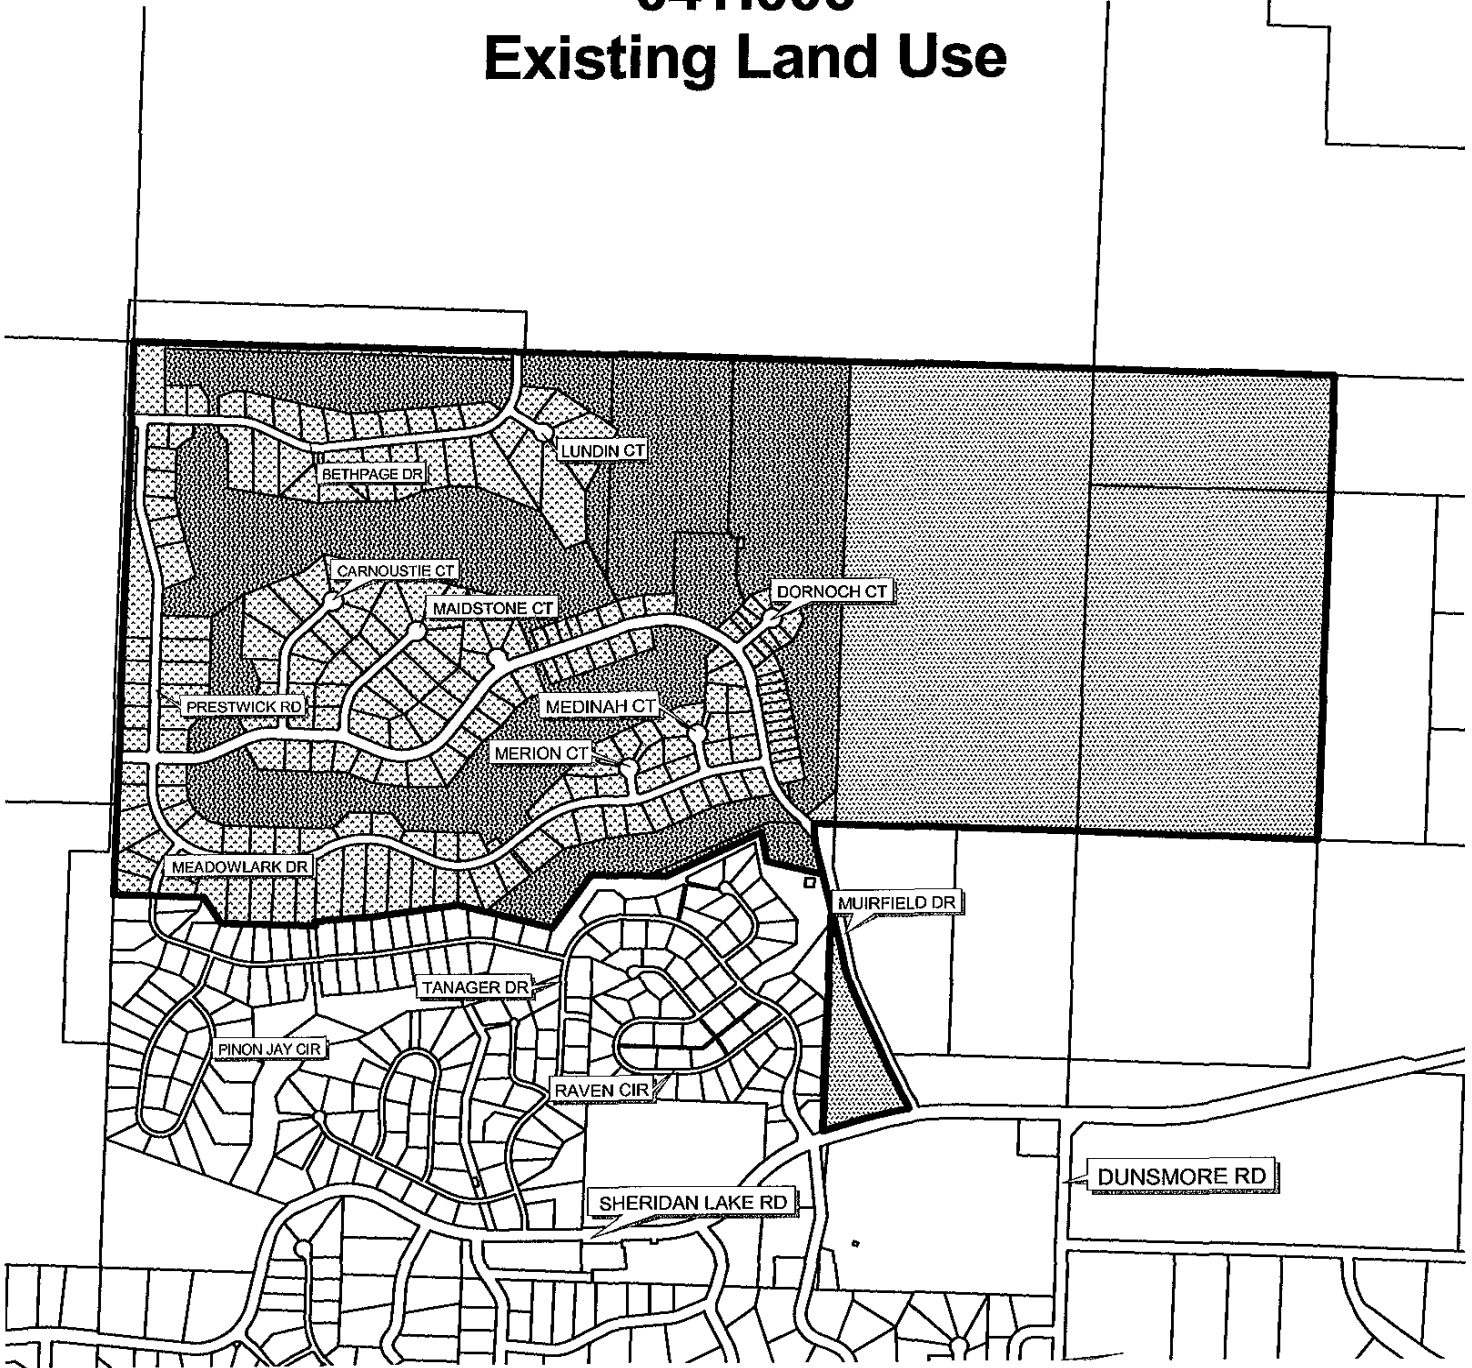 Existing Land Use
LUNDIN CT
BETHPAGE DR
CARNOUSTIE CT
DORNOCH CT
MAIDSTONE CT
PRESTWICK RD
MEDINAH CT
MERION CT
MEADOWLARK DR
MUIRFIELD DR
TANAGER DR
PINON JAY CIR
RAVEN CIR
DUNSMORE RD
SHERIDAN LAKE RD